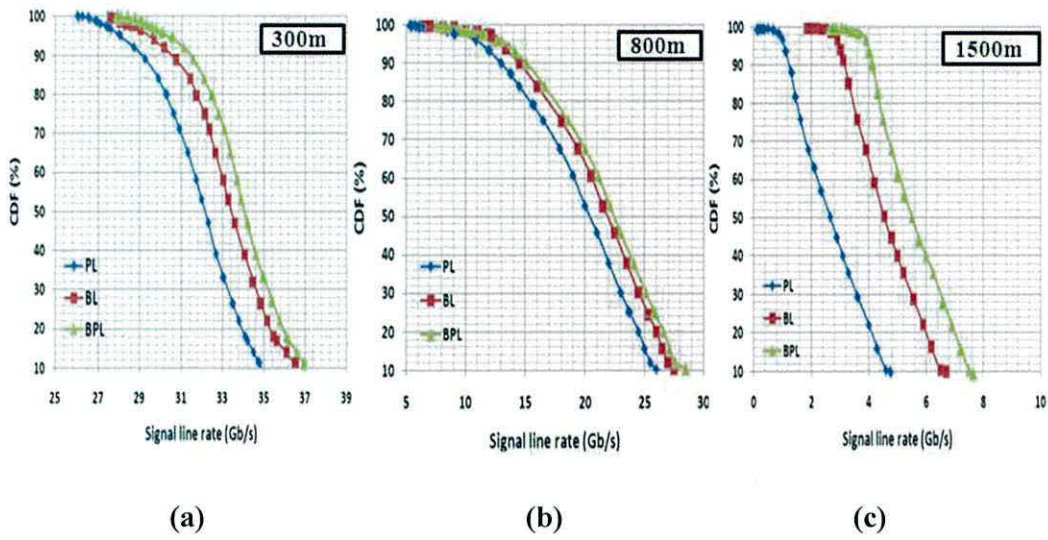 300m
CDF (%)
100
90
80
70
60
50
40
30
20
10
PL
BL
BPL
25 27 29 31 33 35 37 39
Signal line rate (Gb/s)
(a)
800m
CDF (%)
100
90
80
70
60
50
40
30
20
10
PL
BL
BPL
5 10 15 20 25 30
Signal line rate (Gb/s)
(b)
1500m
CDF (%)
100
90
80
70
60
50
40
30
20
10
PL
BL
BPL
0 2 4 6 8 10
Signal line rate (Gb/s)
(c)